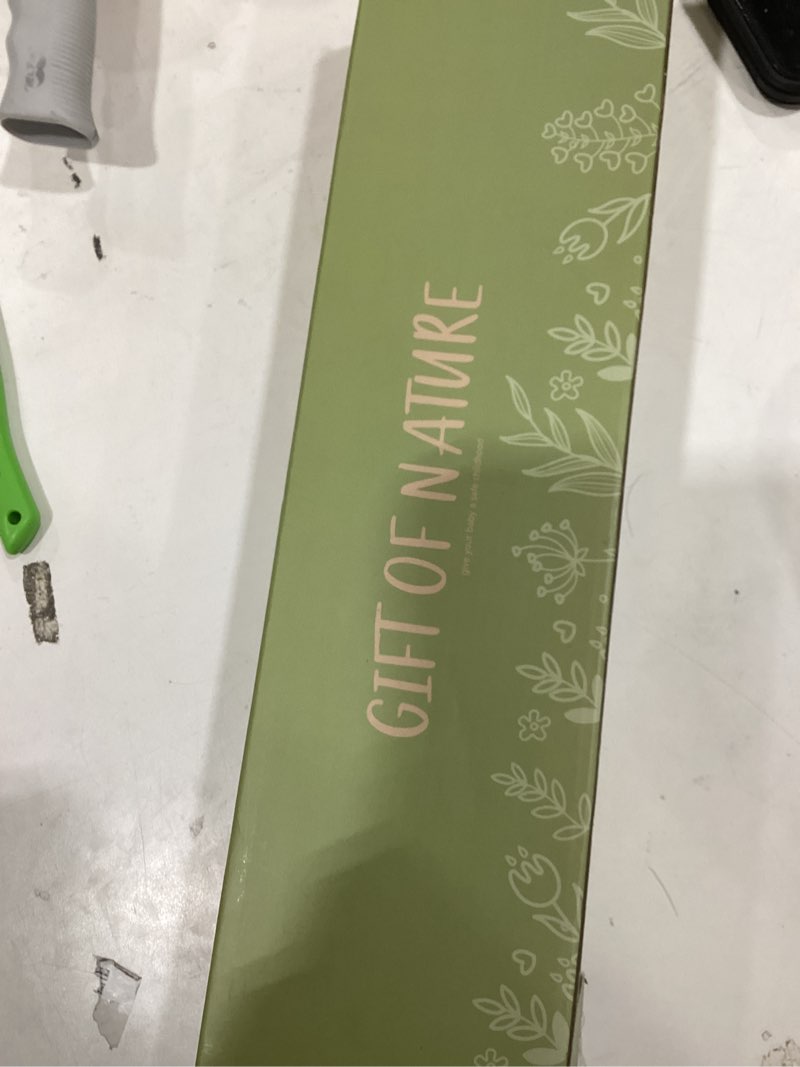 GIFT OF NATURE
give your baby a safe childhood